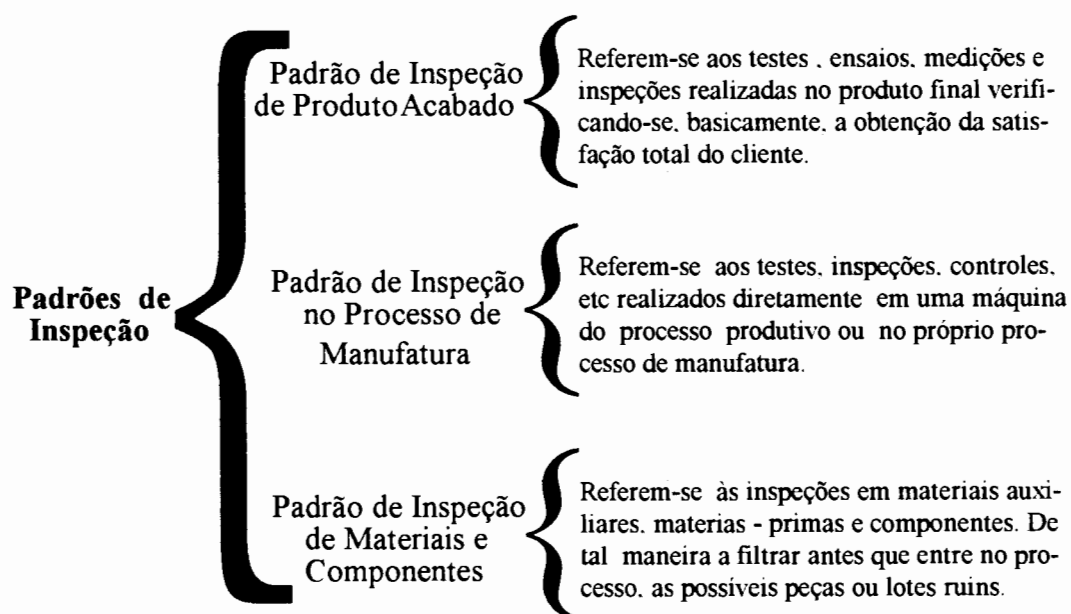 Padrões de
Inspeção
Padrão de Inspeção
de Produto Acabado
Referem-se aos testes . ensaios. medições e
inspeções realizadas no produto final verifi-
cando-se. basicamente. a obtenção da satis-
fação total do cliente.
Padrão de Inspeção
no Processo de
Manufatura
Referem-se aos testes. inspeções. controles.
etc realizados diretamente em uma máquina
do processo produtivo ou no próprio pro-
cesso de manufatura.
Padrão de Inspeção
de Materiais e
Componentes
Referem-se às inspeções em materiais auxi-
liares. materias - primas e componentes. De
tal maneira a filtrar antes que entre no pro-
cesso. as possíveis peças ou lotes ruins.